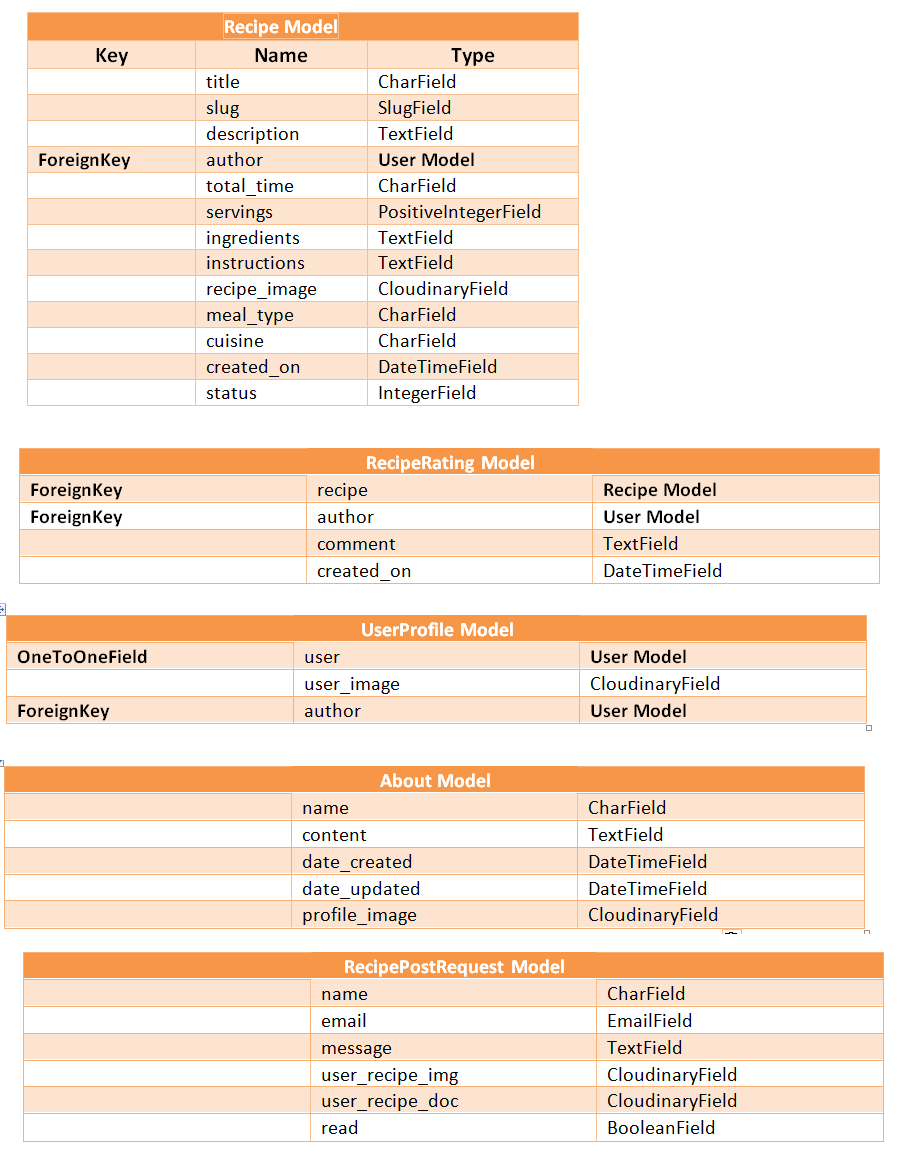 Recipe Model
Key Name Type
title CharField
slug SlugField
description TextField
ForeignKey author User Model
total_time CharField
servings PositiveIntegerField
ingredients TextField
instructions TextField
recipe_image CloudinaryField
meal_type CharField
cuisine CharField
created_on DateTimeField
status IntegerField
RecipeRating Model
ForeignKey recipe Recipe Model
ForeignKey author User Model
comment TextField
created_on DateTimeField
UserProfile Model
OneToOneField user User Model
user_image CloudinaryField
ForeignKey author User Model
About Model
name CharField
content TextField
date_created DateTimeField
date_updated DateTimeField
profile_image CloudinaryField
RecipePostRequest Model
name CharField
email EmailField
message TextField
user_recipe_img CloudinaryField
user_recipe_doc CloudinaryField
read BooleanField